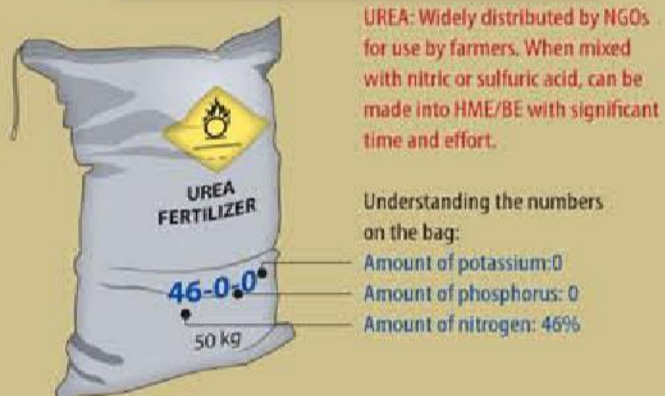 UREA: Widely distributed by NGOs
for use by farmers. When mixed
with nitric or sulfuric acid, can be
made into HME/BE with significant
time and effort.
UREA
FERTILIZER
46-0-0
50 kg
Understanding the numbers
on the bag:
Amount of potassium:0
Amount of phosphorus: 0
Amount of nitrogen: 46%